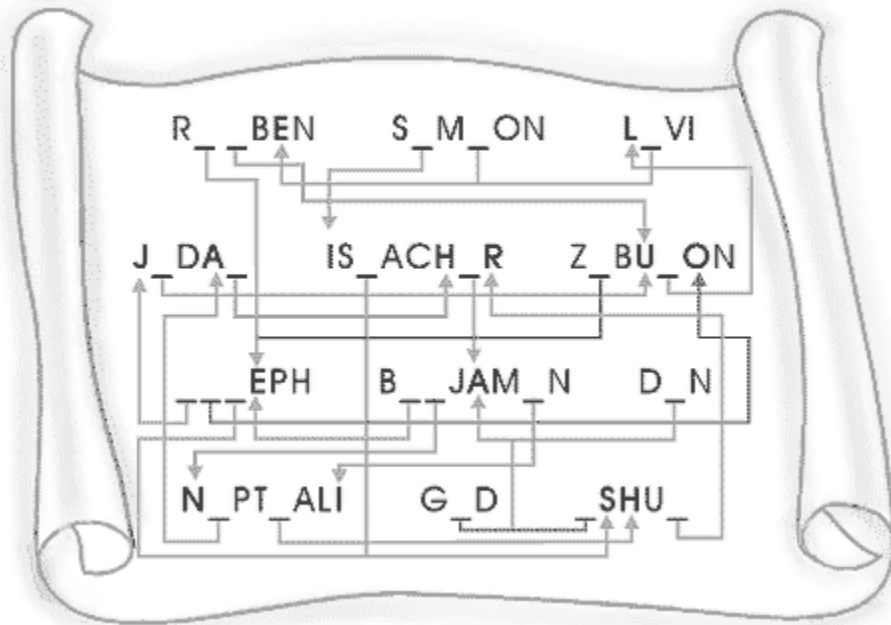 R_ _BEN S_M_ON L_VI
J_DA_ IS_ACH_R Z_BU_ON
_ _ _EPH B_ _JAM_N D_N
N_PT_ALI G_D _SHU_